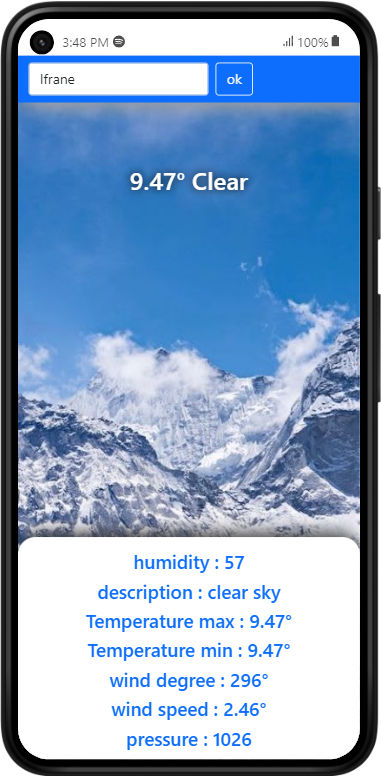 3:48 PM 100%
Ifrane ok
9.47° Clear
humidity : 57
description : clear sky
Temperature max : 9.47°
Temperature min : 9.47°
wind degree : 296°
wind speed : 2.46°
pressure : 1026